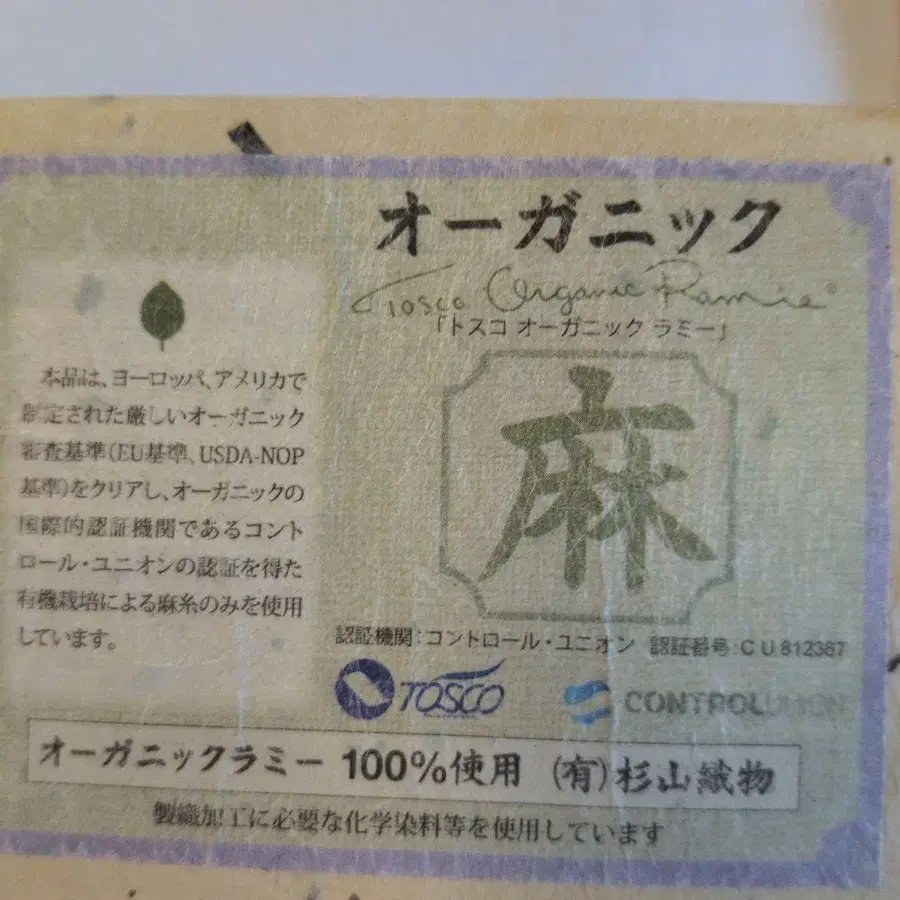 オーガニック
Tosco Organic Ramie®
「トスコ オーガニック ラミー」
麻
本品は、ヨーロッパ、アメリカで
制定された厳しいオーガニック
審査基準(EU基準、USDA-NOP
基準)をクリアし、オーガニックの
国際的認証機関であるコント
ロール・ユニオンの認証を得た
有機栽培による麻糸のみを使用
しています。
認証機関:コントロール・ユニオン 認証番号:CU812367
TOSCO
CONTROLUNION
オーガニックラミー 100%使用 (有)杉山織物
製織加工に必要な化学染料等を使用しています